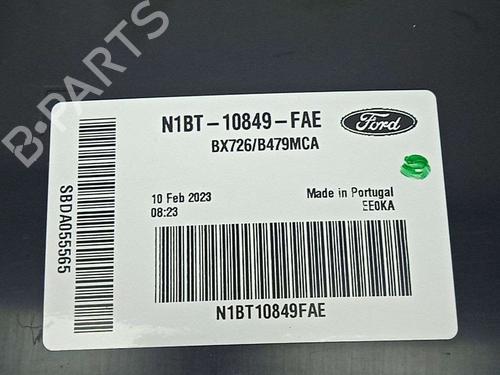 B-PARTS
N1BT-10849-FAE
Ford
BX726/B479MCA
10 Feb 2023
08:23
Made in Portugal
EE0KA
SBDA055565
N1BT10849FAE